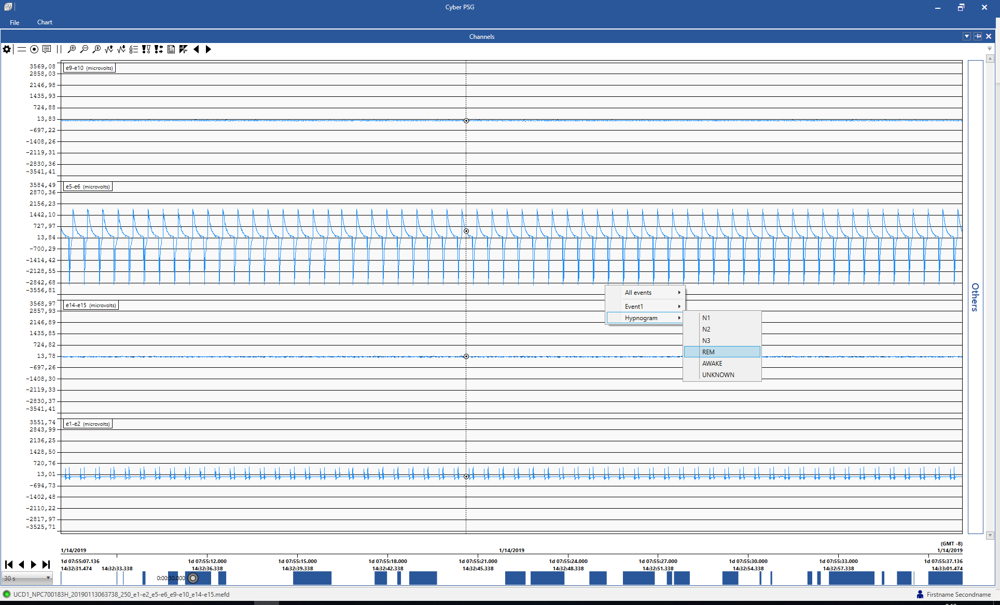 Cyber PSG
File Chart
Channels
3569,08
e9-e10 (microvolts)
2858,03
2146,98
1435,93
724,88
13,83
-697,22
-1408,26
-2119,31
-2830,36
-3541,41
3584,49
e5-e6 (microvolts)
2870,36
2156,23
1442,10
727,97
13,84
-700,29
-1414,42
-2128,55
-2842,68
-3556,81
All events
Event1
Hypnogram
N1
N2
N3
REM
AWAKE
UNKNOWN
Others
3568,97
e14-e15 (microvolts)
2857,93
2146,89
1435,85
724,82
13,78
-697,26
-1408,30
-2119,33
-2830,37
-3541,41
3551,74
e1-e2 (microvolts)
2843,99
2136,25
1428,50
720,76
13,01
-694,73
-1402,48
-2110,22
-2817,97
-3525,71
(GMT -8)
1/14/2019 1/14/2019 1/14/2019
1d 07:55:07.136 1d 07:55:12.000 1d 07:55:15.000 1d 07:55:18.000 1d 07:55:21.000 1d 07:55:24.000 1d 07:55:27.000 1d 07:55:30.000 1d 07:55:33.000 1d 07:55:37.136
14:32:31.474 14:32:33.338 14:32:36.338 14:32:39.338 14:32:42.338 14:32:45.338 14:32:48.338 14:32:51.338 14:32:54.338 14:32:57.338 14:33:01.474
30 s
0:00:30.000
UCD1_NPC700183H_20190113063738_250_e1-e2_e5-e6_e9-e10_e14-e15.mefd
Firstname Secondname